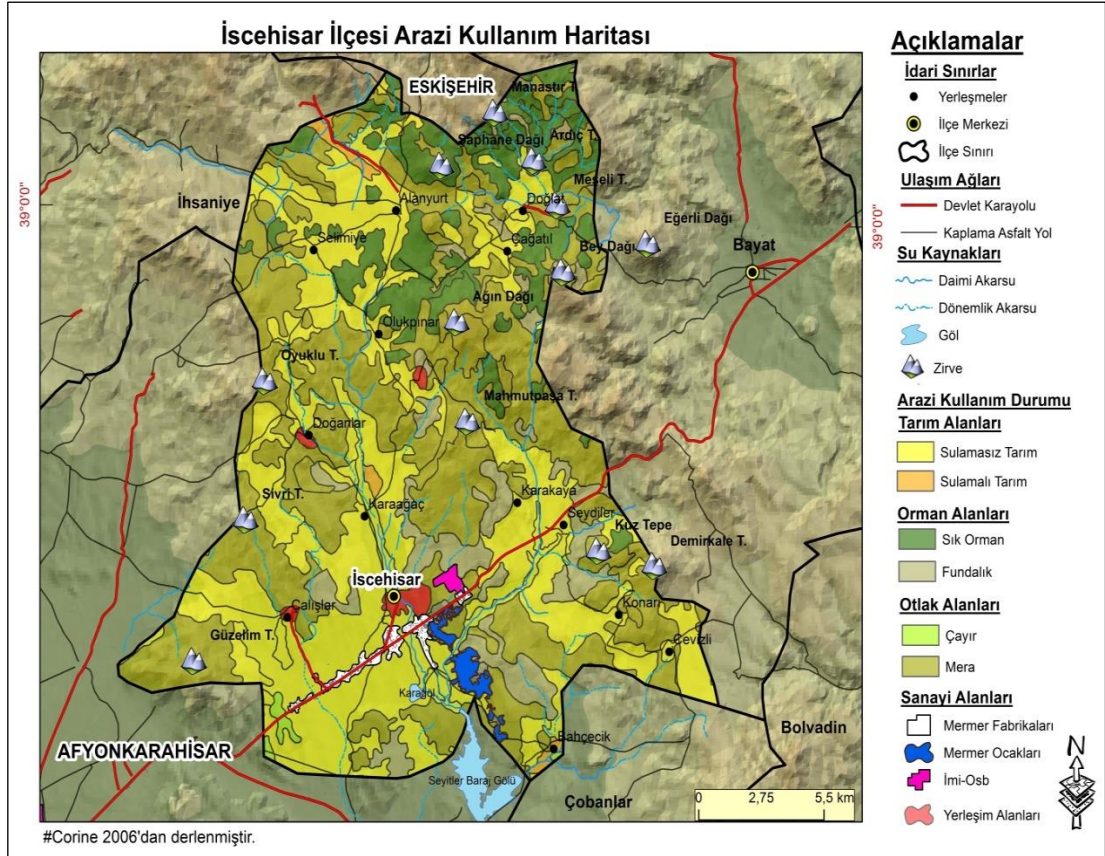 İscehisar İlçesi Arazi Kullanım Haritası
ESKİŞEHİR
Manastır T.
Şaphane Dağı
Ardıç T.
Meşeli T.
İhsaniye
Alanyurt
Doğlat
Eğerli Dağı
Selimiye
Çağatıl
Bey Dağı
Bayat
Ağın Dağı
Olukpınar
Oyuklu T.
Mahmutpaşa T.
Doğanlar
Sivri T.
Karaağaç
Karakaya
Seydiler
Kuz Tepe
Demirkale T.
İscehisar
Çalışlar
Konarı
Güzelim T.
Cevizli
Karagöl
AFYONKARAHİSAR
Bahçecik
Bolvadin
Seyitler Baraj Gölü
Çobanlar
0 2,75 5,5 km
39°0'0"
39°0'0"
#Corine 2006'dan derlenmiştir.
Açıklamalar
İdari Sınırlar
Yerleşmeler
İlçe Merkezi
İlçe Sınırı
Ulaşım Ağları
Devlet Karayolu
Kaplama Asfalt Yol
Su Kaynakları
Daimi Akarsu
Dönemlik Akarsu
Göl
Zirve
Arazi Kullanım Durumu
Tarım Alanları
Sulamasız Tarım
Sulamalı Tarım
Orman Alanları
Sık Orman
Fundalık
Otlak Alanları
Çayır
Mera
Sanayi Alanları
Mermer Fabrikaları
Mermer Ocakları
İmi-Osb
Yerleşim Alanları
N